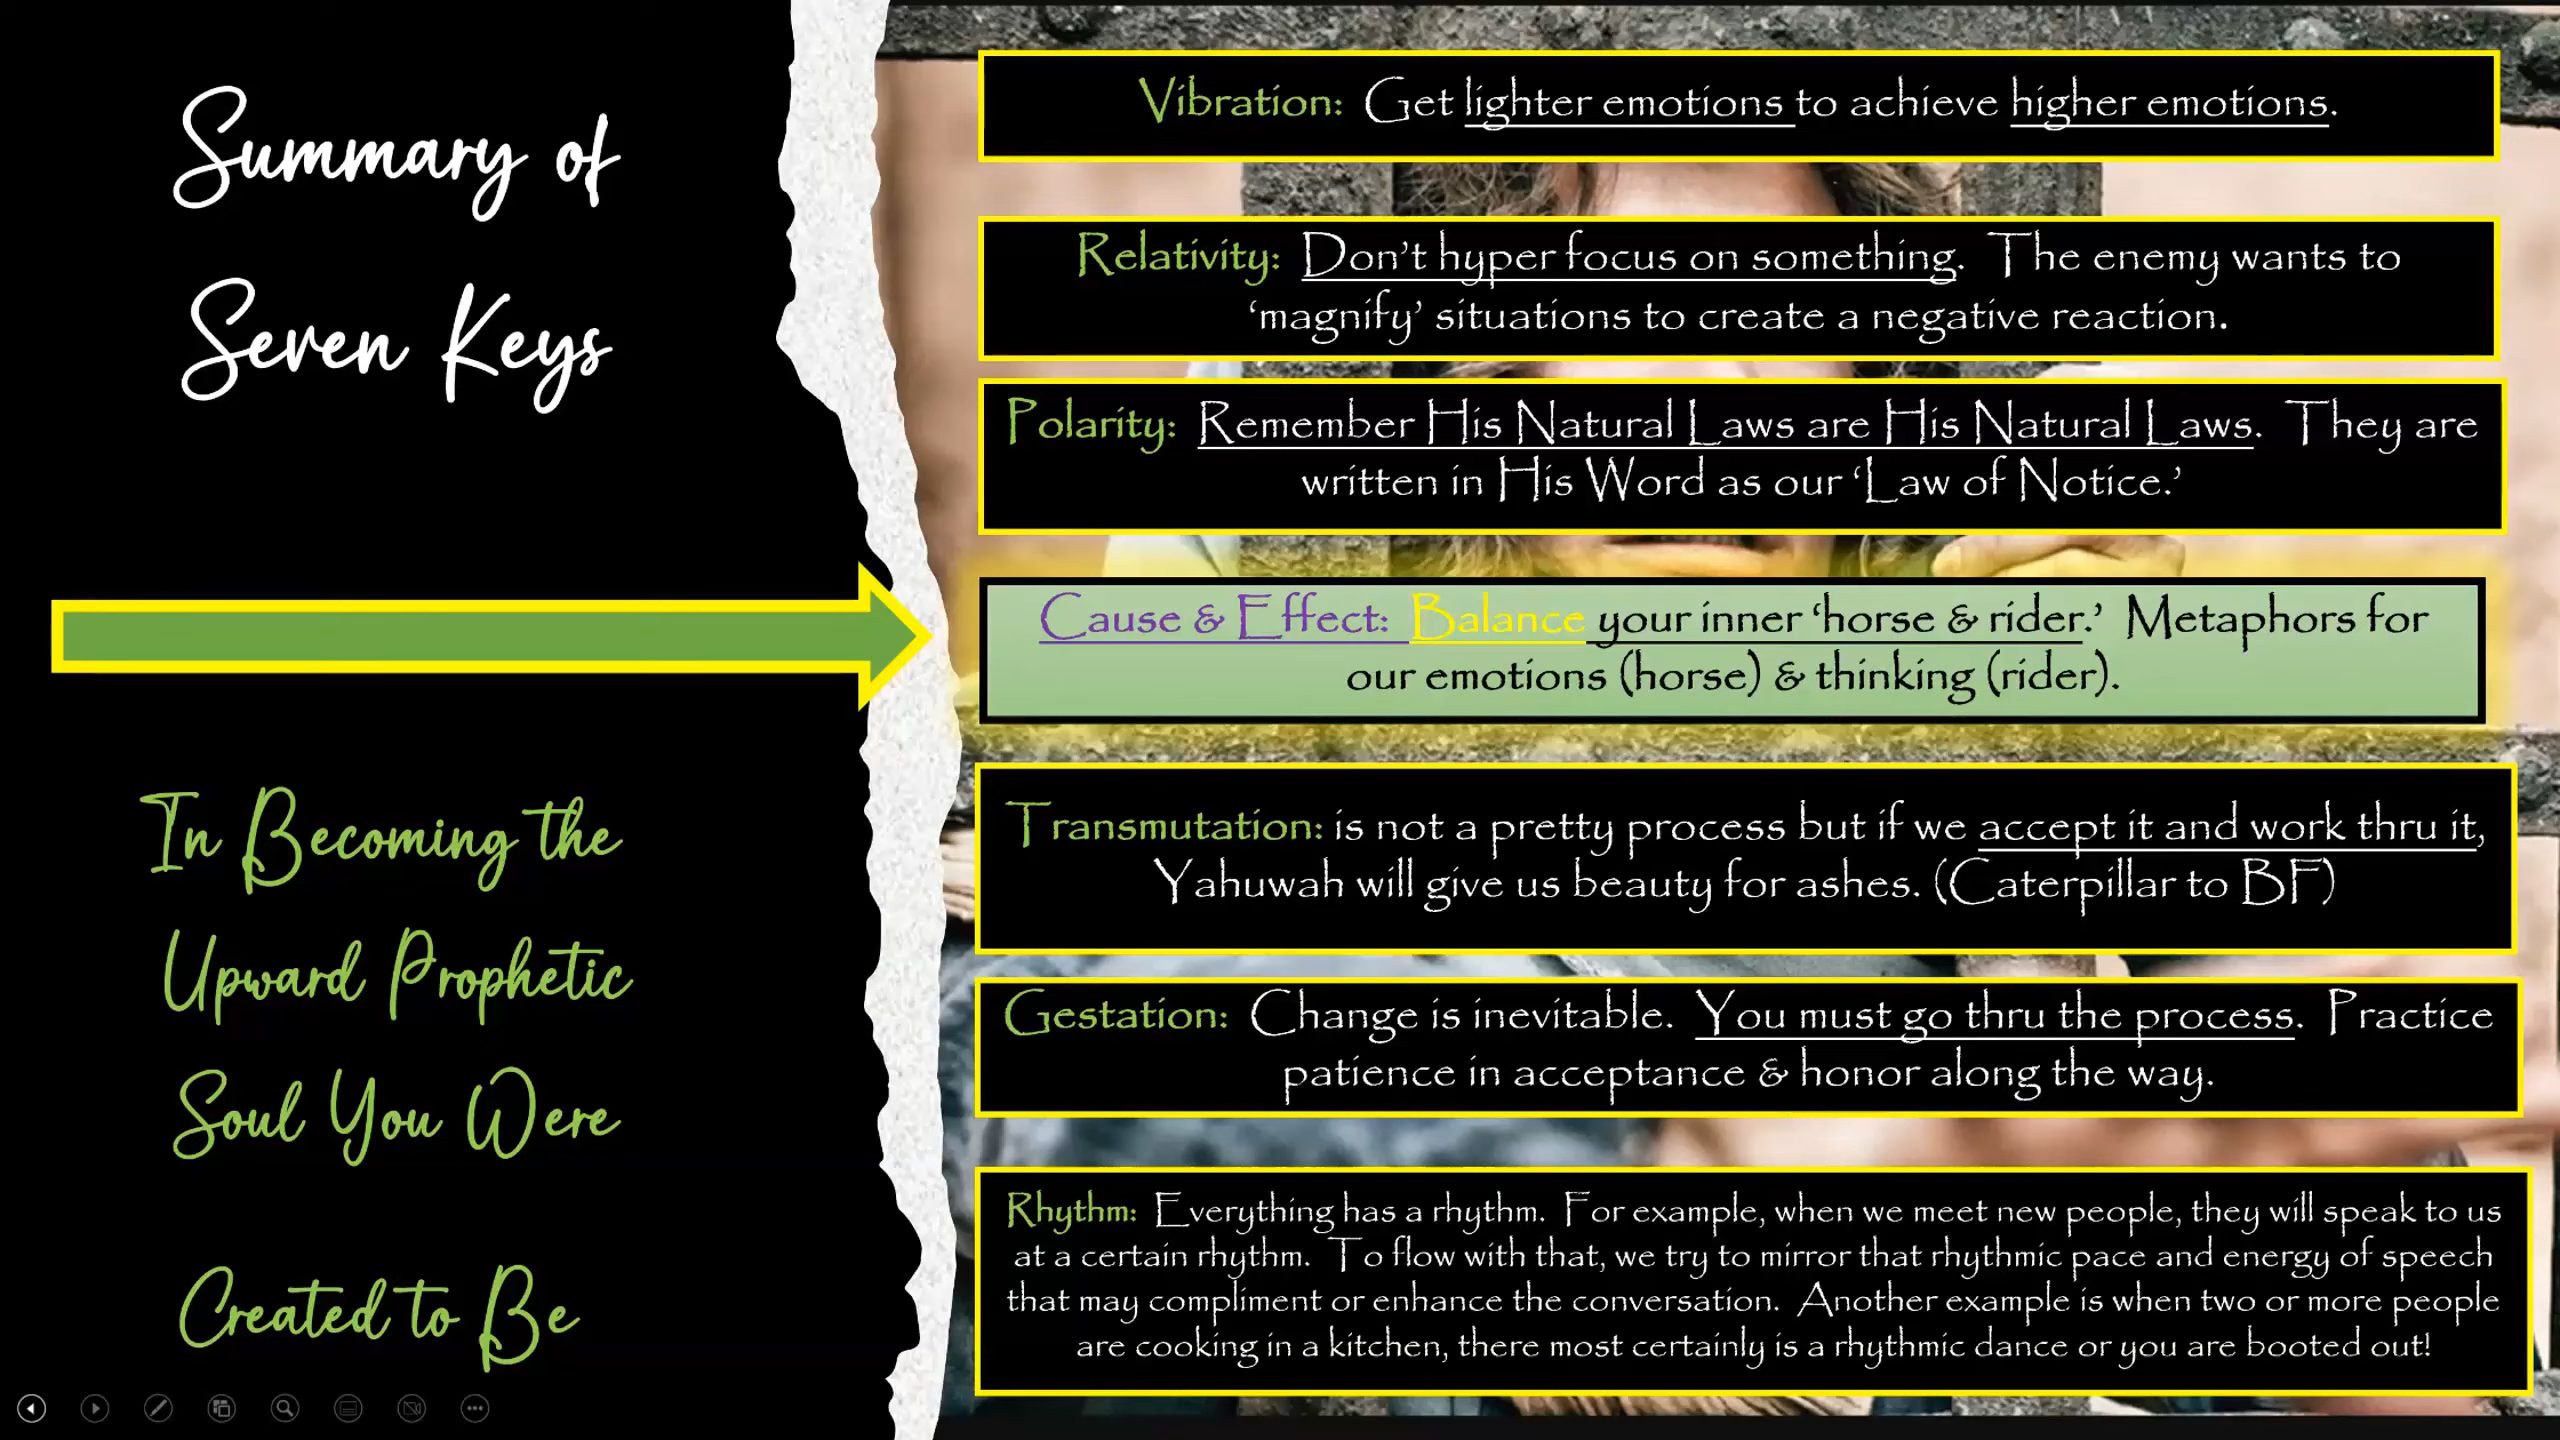 Summary of
Seven Keys
In Becoming the
Upward Prophetic
Soul You Were
Created to Be
Vibration: Get lighter emotions to achieve higher emotions.
Relativity: Don't hyper focus on something. The enemy wants to
'magnify' situations to create a negative reaction.
Polarity: Remember His Natural Laws are His Natural Laws. They are
written in His Word as our 'Law of Notice.'
Cause & Effect: Balance your inner 'horse & rider.' Metaphors for
our emotions (horse) & thinking (rider).
Transmutation: is not a pretty process but if we accept it and work thru it,
Yahuwah will give us beauty for ashes. (Caterpillar to BF)
Gestation: Change is inevitable. You must go thru the process. Practice
patience in acceptance & honor along the way.
Rhythm: Everything has a rhythm. For example, when we meet new people, they will speak to us
at a certain rhythm. To flow with that, we try to mirror that rhythmic pace and energy of speech
that may compliment or enhance the conversation. Another example is when two or more people
are cooking in a kitchen, there most certainly is a rhythmic dance or you are booted out!